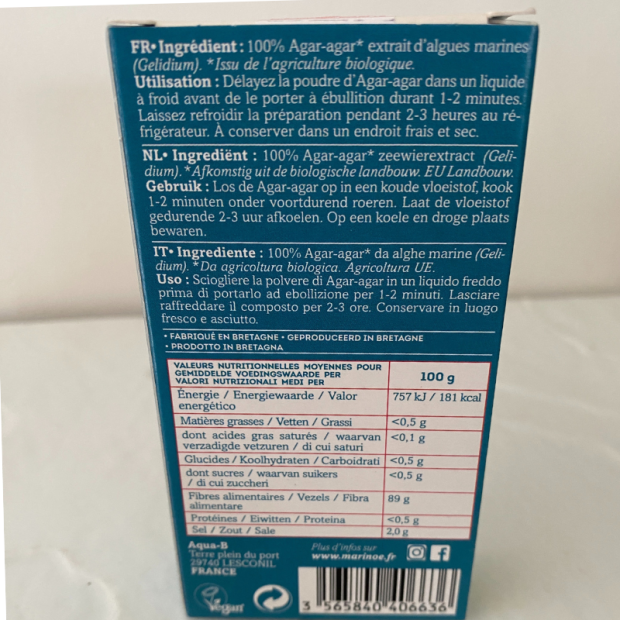 FR• Ingrédient : 100% Agar-agar* extrait d'algues marines
(Gelidium). *Issu de l'agriculture biologique.
Utilisation : Délayez la poudre d'Agar-agar dans un liquide
à froid avant de le porter à ébullition durant 1-2 minutes.
Laissez refroidir la préparation pendant 2-3 heures au ré-
frigérateur. À conserver dans un endroit frais et sec.
NL• Ingrediënt : 100% Agar-agar* zeewierextract (Geli-
dium). *Afkomstig uit de biologische landbouw. EU Landbouw.
Gebruik : Los de Agar-agar op in een koude vloeistof, kook
1-2 minuten onder voortdurend roeren. Laat de vloeistof
gedurende 2-3 uur afkoelen. Op een koele en droge plaats
bewaren.
IT• Ingrediente : 100% Agar-agar* da alghe marine (Geli-
dium). *Da agricoltura biologica. Agricoltura UE.
Uso : Sciogliere la polvere di Agar-agar in un liquido freddo
prima di portarlo ad ebollizione per 1-2 minuti. Lasciare
raffreddare il composto per 2-3 ore. Conservare in luogo
fresco e asciutto.
• FABRIQUÉ EN BRETAGNE • GEPRODUCEERD IN BRETAGNE
• PRODOTTO IN BRETAGNA
VALEURS NUTRITIONNELLES MOYENNES POUR
GEMIDDELDE VOEDINGSWAARDE PER
VALORI NUTRIZIONALI MEDI PER
100 g
Énergie / Energiewaarde / Valor
energético
757 kJ / 181 kcal
Matières grasses / Vetten / Grassi
<0,5 g
dont acides gras saturés / waarvan
verzadigde vetzuren / di cui saturi
<0,1 g
Glucides / Koolhydraten / Carboidrati
<0,5 g
dont sucres / waarvan suikers
/ di cui zuccheri
<0,5 g
Fibres alimentaires / Vezels / Fibra
alimentare
89 g
Protéines / Eiwitten / Proteina
<0,5 g
Sel / Zout / Sale
2,0 g
Aqua-B
Terre plein du port
29740 LESCONIL
FRANCE
Plus d'infos sur
www.marinoe.fr
Vegan
3 565840 406636